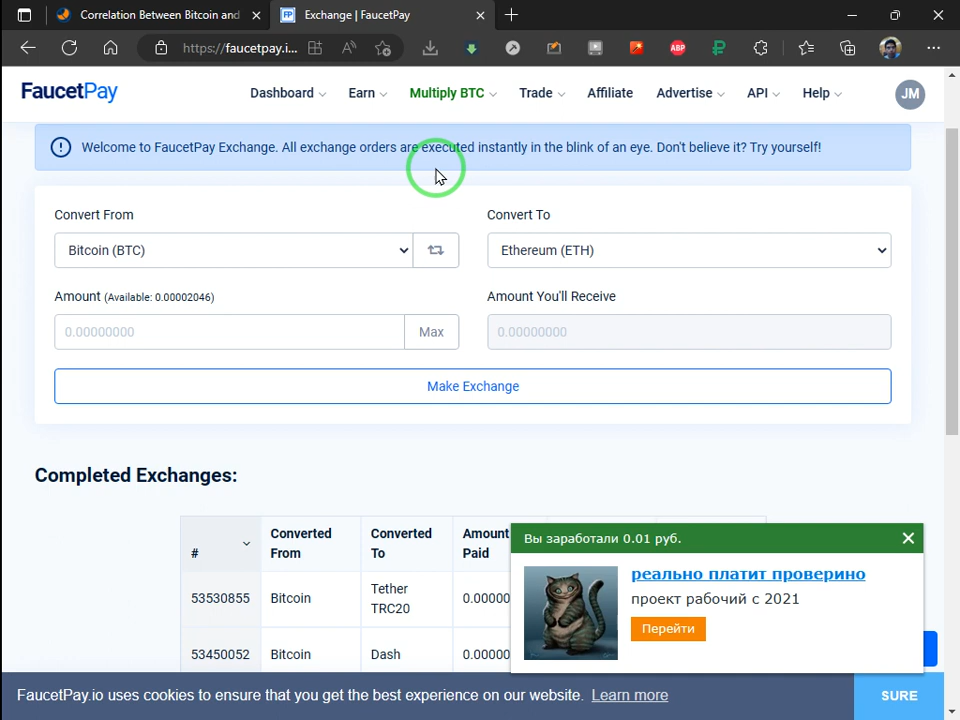 Correlation Between Bitcoin and
Exchange | FaucetPay
https://faucetpay.i...
ABP
FaucetPay
Dashboard
Earn
Multiply BTC
Trade
Affiliate
Advertise
API
Help
JM
Welcome to FaucetPay Exchange. All exchange orders are executed instantly in the blink of an eye. Don't believe it? Try yourself!
Convert From
Convert To
Bitcoin (BTC)
Ethereum (ETH)
Amount (Available: 0.00002046)
Amount You'll Receive
0.00000000
Max
0.00000000
Make Exchange
Completed Exchanges:
#
Converted From
Converted To
Amount Paid
53530855
Bitcoin
Tether TRC20
0.00000
53450052
Bitcoin
Dash
0.00000
Вы заработали 0.01 руб.
реально платит проверино
проект рабочий с 2021
Перейти
FaucetPay.io uses cookies to ensure that you get the best experience on our website. Learn more
SURE